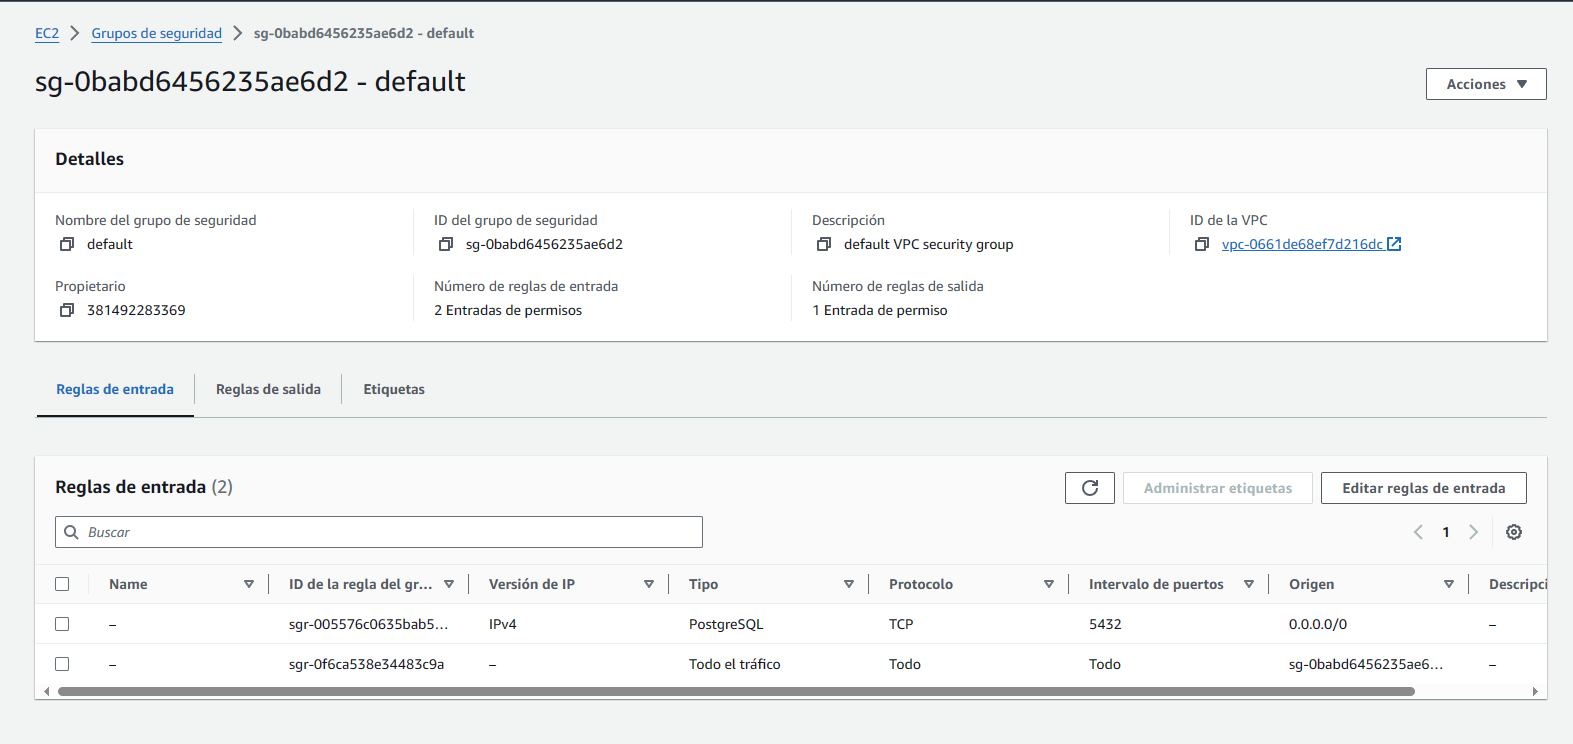 EC2 > Grupos de seguridad > sg-0babd6456235ae6d2 - default
sg-0babd6456235ae6d2 - default
Acciones
Detalles
Nombre del grupo de seguridad
default
ID del grupo de seguridad
sg-0babd6456235ae6d2
Descripción
default VPC security group
ID de la VPC
vpc-0661de68ef7d216dc
Propietario
381492283369
Número de reglas de entrada
2 Entradas de permisos
Número de reglas de salida
1 Entrada de permiso
Reglas de entrada
Reglas de salida
Etiquetas
Reglas de entrada (2)
Administrar etiquetas
Editar reglas de entrada
Buscar
1
Name ID de la regla del gr... Versión de IP Tipo Protocolo Intervalo de puertos Origen Descripci
– sgr-005576c0635bab5... IPv4 PostgreSQL TCP 5432 0.0.0.0/0 –
– sgr-0f6ca538e34483c9a – Todo el tráfico Todo Todo sg-0babd6456235ae6... –